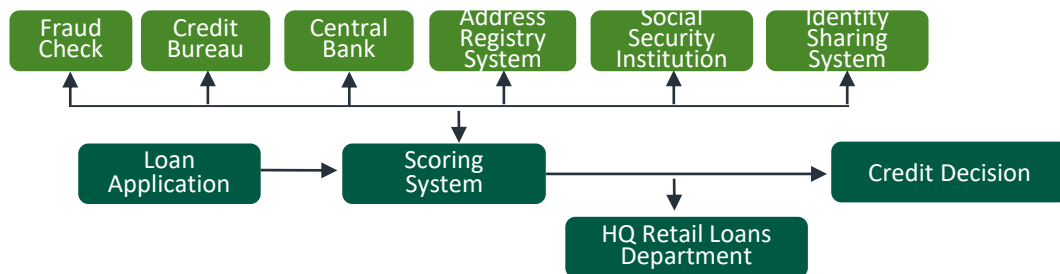 Fraud
Check
Credit
Bureau
Central
Bank
Address
Registry
System
Social
Security
Institution
Identity
Sharing
System
Loan
Application
Scoring
System
Credit Decision
HQ Retail Loans
Department